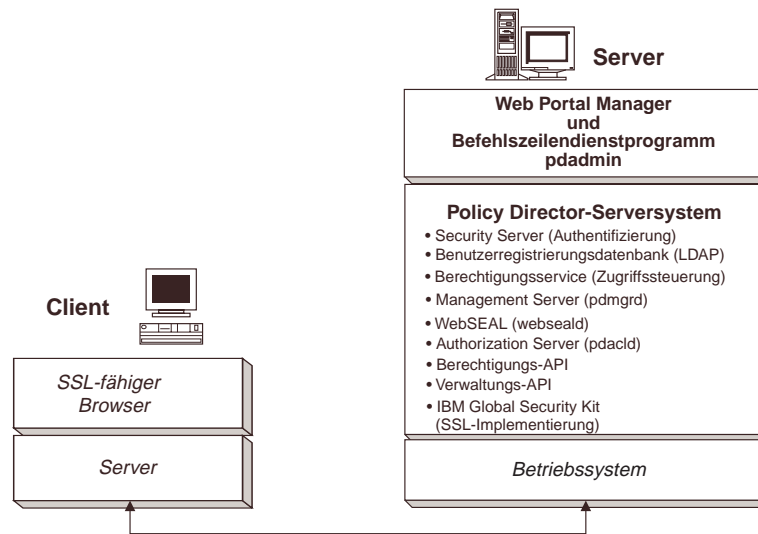 Server
Web Portal Manager
und
Befehlszeilendienstprogramm
pdadmin
Policy Director-Serversystem
• Security Server (Authentifizierung)
• Benutzerregistrierungsdatenbank (LDAP)
• Berechtigungsservice (Zugriffssteuerung)
• Management Server (pdmgrd)
• WebSEAL (webseald)
• Authorization Server (pdacld)
• Berechtigungs-API
• Verwaltungs-API
• IBM Global Security Kit
(SSL-Implementierung)
Betriebssystem
Client
SSL-fähiger
Browser
Server